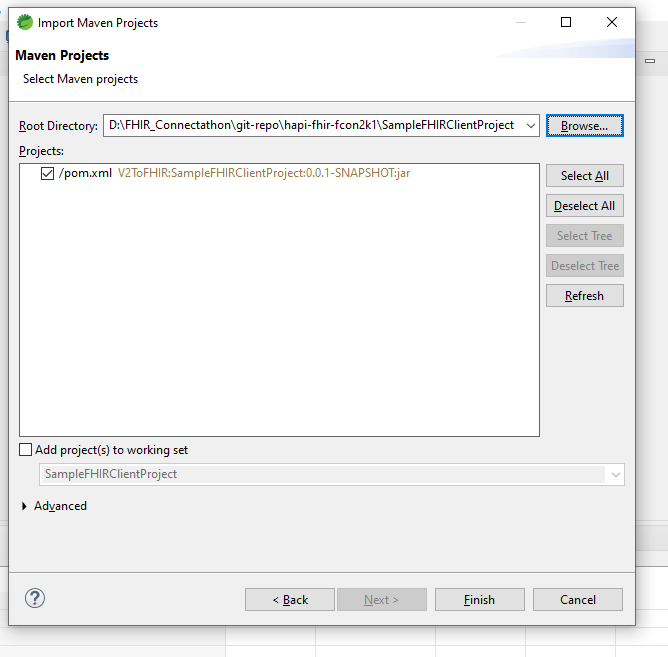 Import Maven Projects
Maven Projects
Select Maven projects
Root Directory: D:\FHIR_Connectathon\git-repo\hapi-fhir-fcon2k1\SampleFHIRClientProject Browse...
Projects:
/pom.xml V2ToFHIR:SampleFHIRClientProject:0.0.1-SNAPSHOT:jar
Select All
Deselect All
Select Tree
Deselect Tree
Refresh
Add project(s) to working set
SampleFHIRClientProject
Advanced
? < Back Next > Finish Cancel